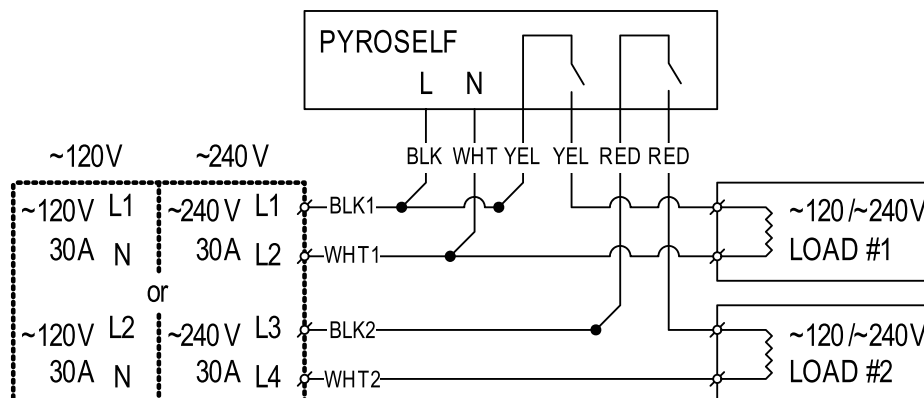 PYROSELF
L N
BLK WHT YEL YEL RED RED
~120V ~240V
~120V L1 ~240V L1 BLK1 ~120/~240V
30A N 30A L2 WHT1 LOAD #1
or
~120V L2 ~240V L3 BLK2 ~120/~240V
30A N 30A L4 WHT2 LOAD #2